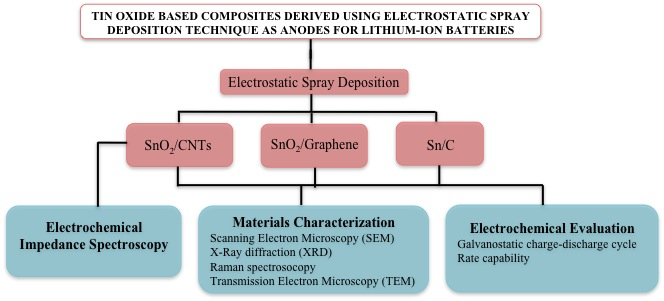 TIN OXIDE BASED COMPOSITES DERIVED USING ELECTROSTATIC SPRAY
DEPOSITION TECHNIQUE AS ANODES FOR LITHIUM-ION BATTERIES
Electrostatic Spray Deposition
SnO₂/CNTs
SnO₂/Graphene
Sn/C
Electrochemical
Impedance Spectroscopy
Materials Characterization
Scanning Electron Microscopy (SEM)
X-Ray diffraction (XRD)
Raman spectrosocopy
Transmission Electron Microscopy (TEM)
Electrochemical Evaluation
Galvanostatic charge-discharge cycle
Rate capability